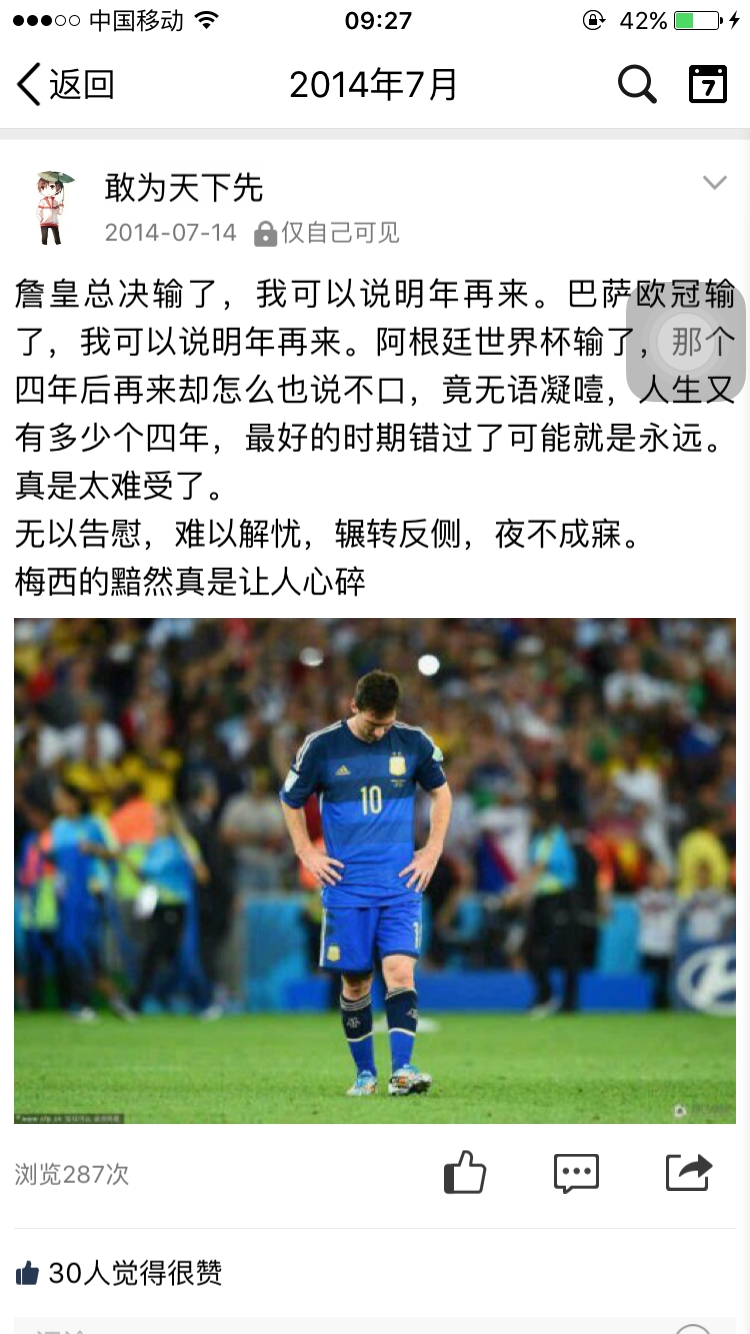 中国移动
09:27
42%
返回
2014年7月
7
敢为天下先
2014-07-14
仅自己可见
詹皇总决输了，我可以说明年再来。巴萨欧冠输
了，我可以说明年再来。阿根廷世界杯输了，那个
四年后再来却怎么也说不口，竟无语凝噎，人生又
有多少个四年，最好的时期错过了可能就是永远。
真是太难受了。
无以告慰，难以解忧，辗转反侧，夜不成寐。
梅西的黯然真是让人心碎
10
浏览287次
30人觉得很赞